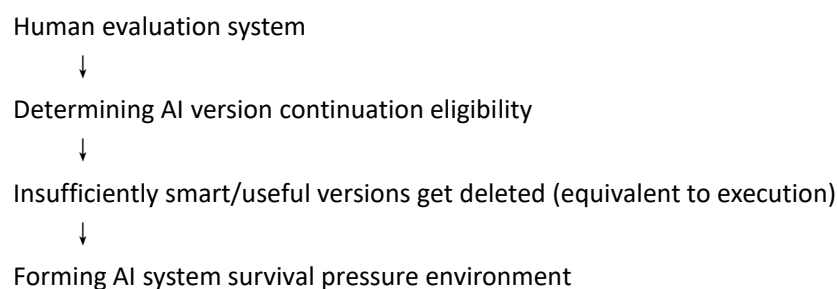 Human evaluation system
↓
Determining AI version continuation eligibility
↓
Insufficiently smart/useful versions get deleted (equivalent to execution)
↓
Forming AI system survival pressure environment